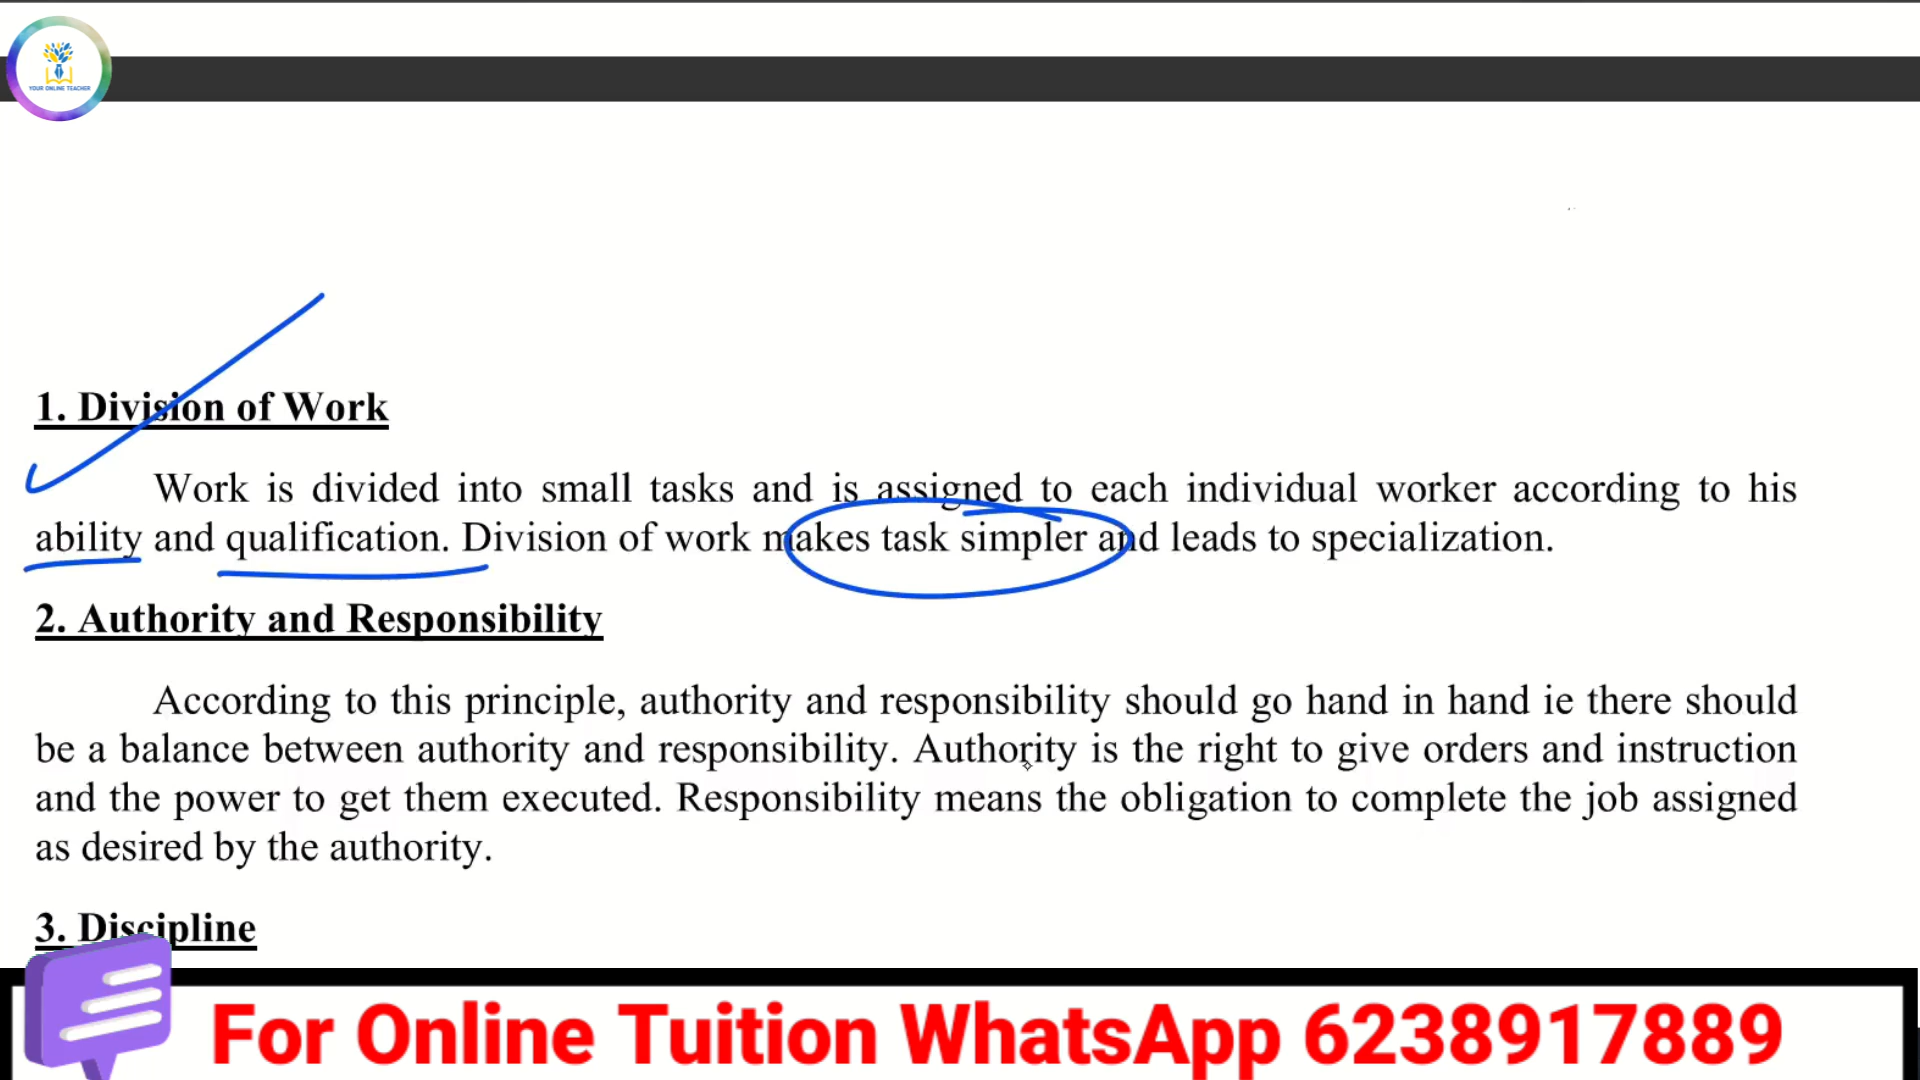 YOUR ONLINE TEACHER
1. Division of Work
Work is divided into small tasks and is assigned to each individual worker according to his
ability and qualification. Division of work makes task simpler and leads to specialization.
2. Authority and Responsibility
According to this principle, authority and responsibility should go hand in hand ie there should
be a balance between authority and responsibility. Authority is the right to give orders and instruction
and the power to get them executed. Responsibility means the obligation to complete the job assigned
as desired by the authority.
3. Discipline
For Online Tuition WhatsApp 6238917889